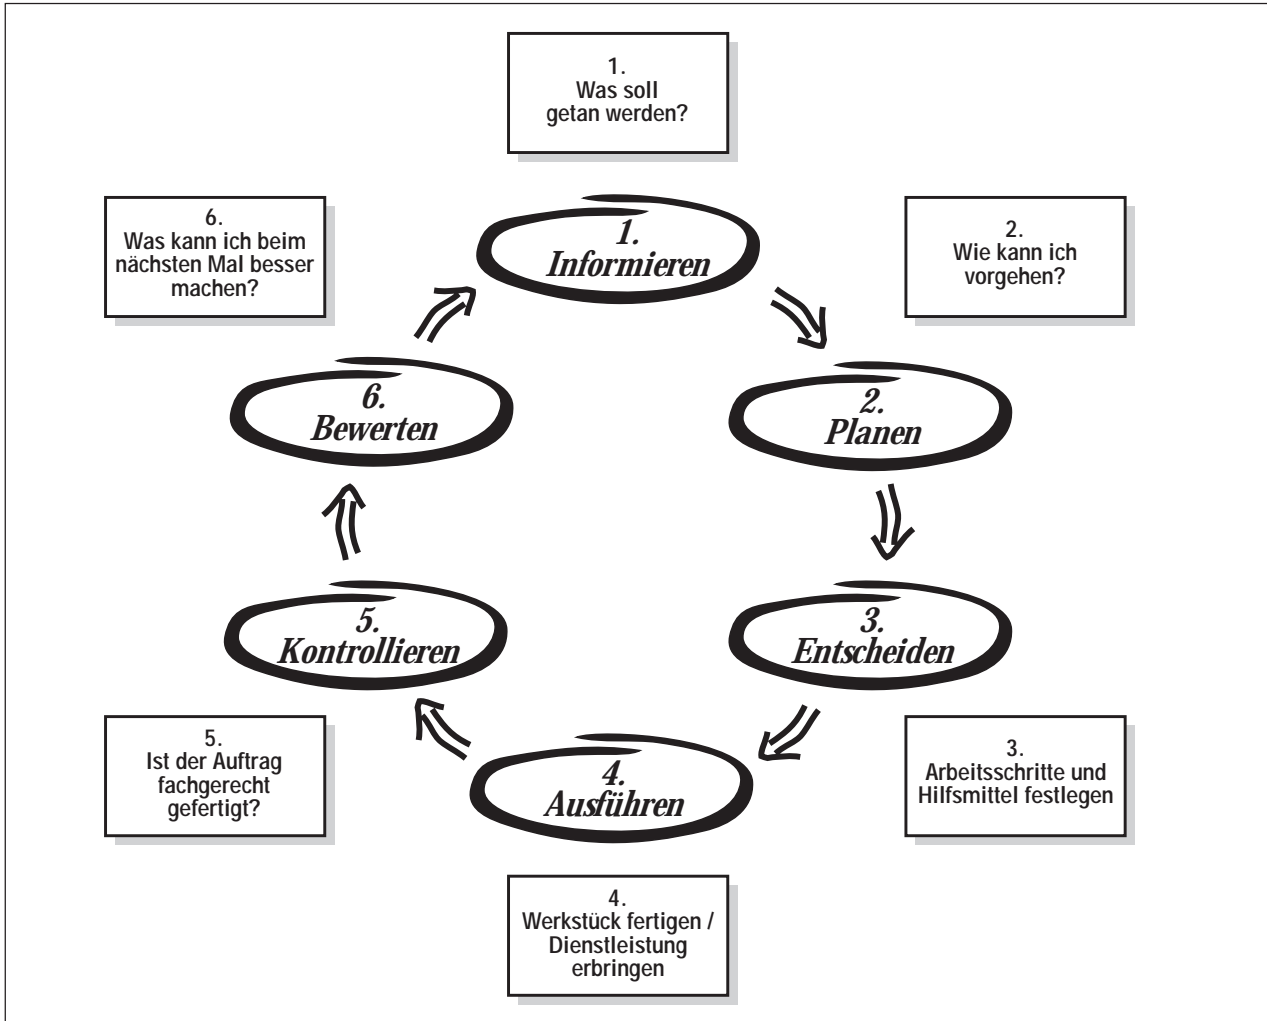 1.
Was soll
getan werden?
1.
Informieren
2.
Wie kann ich
vorgehen?
2.
Planen
3.
Entscheiden
3.
Arbeitsschritte und
Hilfsmittel festlegen
4.
Ausführen
4.
Werkstück fertigen /
Dienstleistung
erbringen
5.
Kontrollieren
5.
Ist der Auftrag
fachgerecht
gefertigt?
6.
Bewerten
6.
Was kann ich beim
nächsten Mal besser
machen?